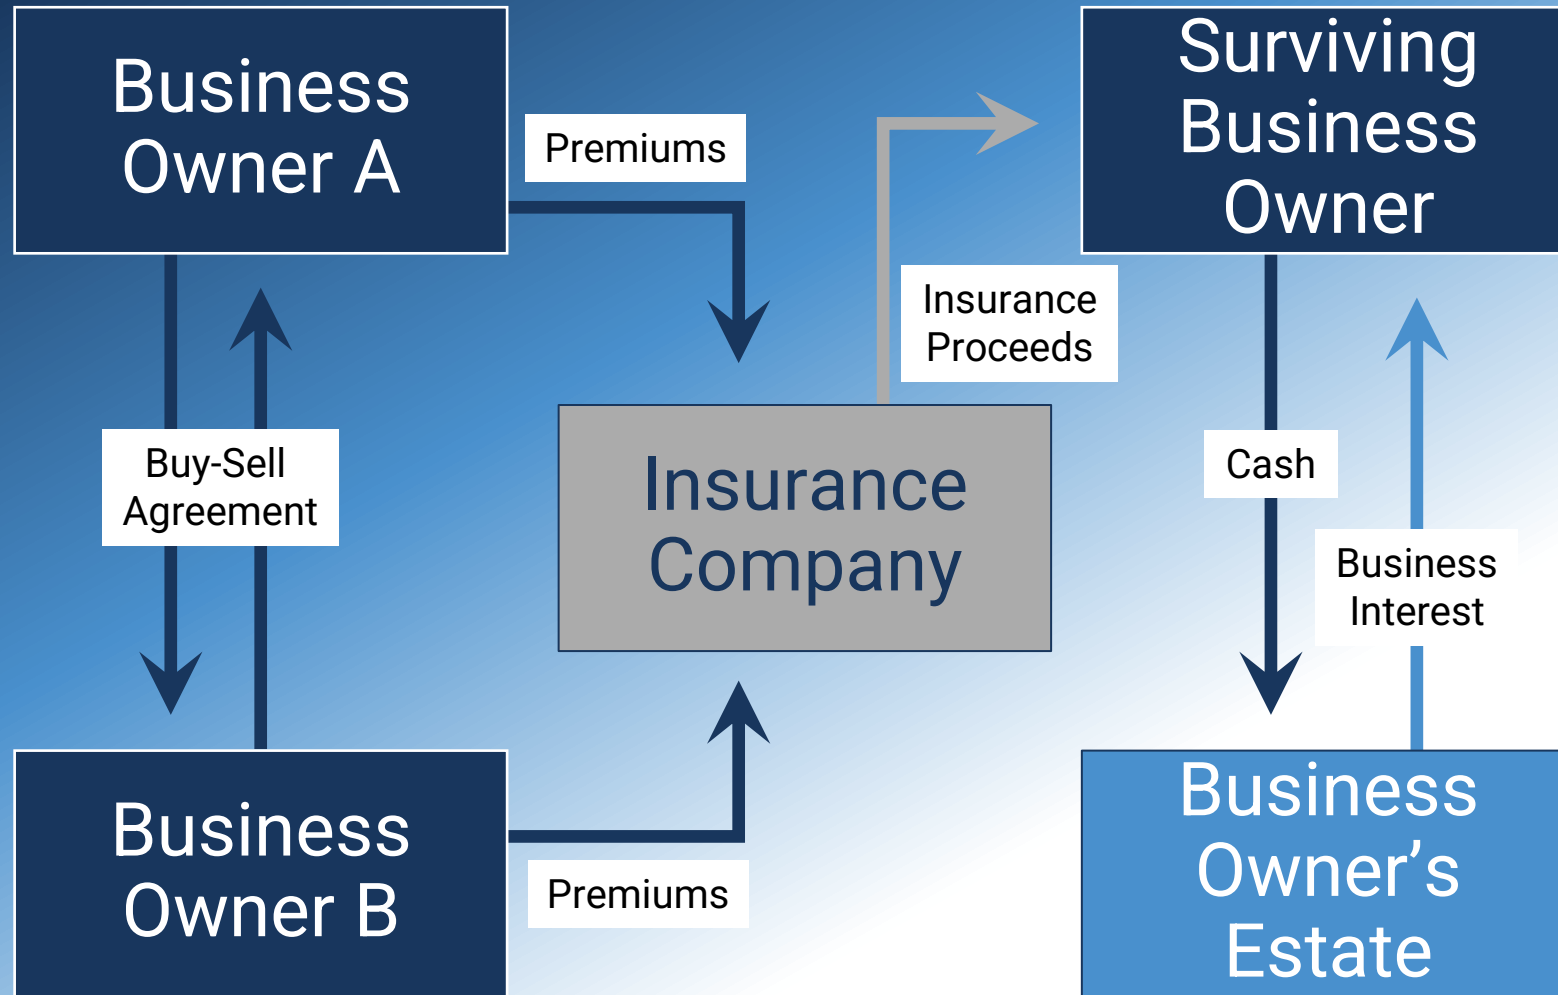 Business
Owner A
Premiums
Surviving
Business
Owner
Insurance
Proceeds
Buy-Sell
Agreement
Insurance
Company
Cash
Business
Interest
Business
Owner B
Premiums
Business
Owner’s
Estate